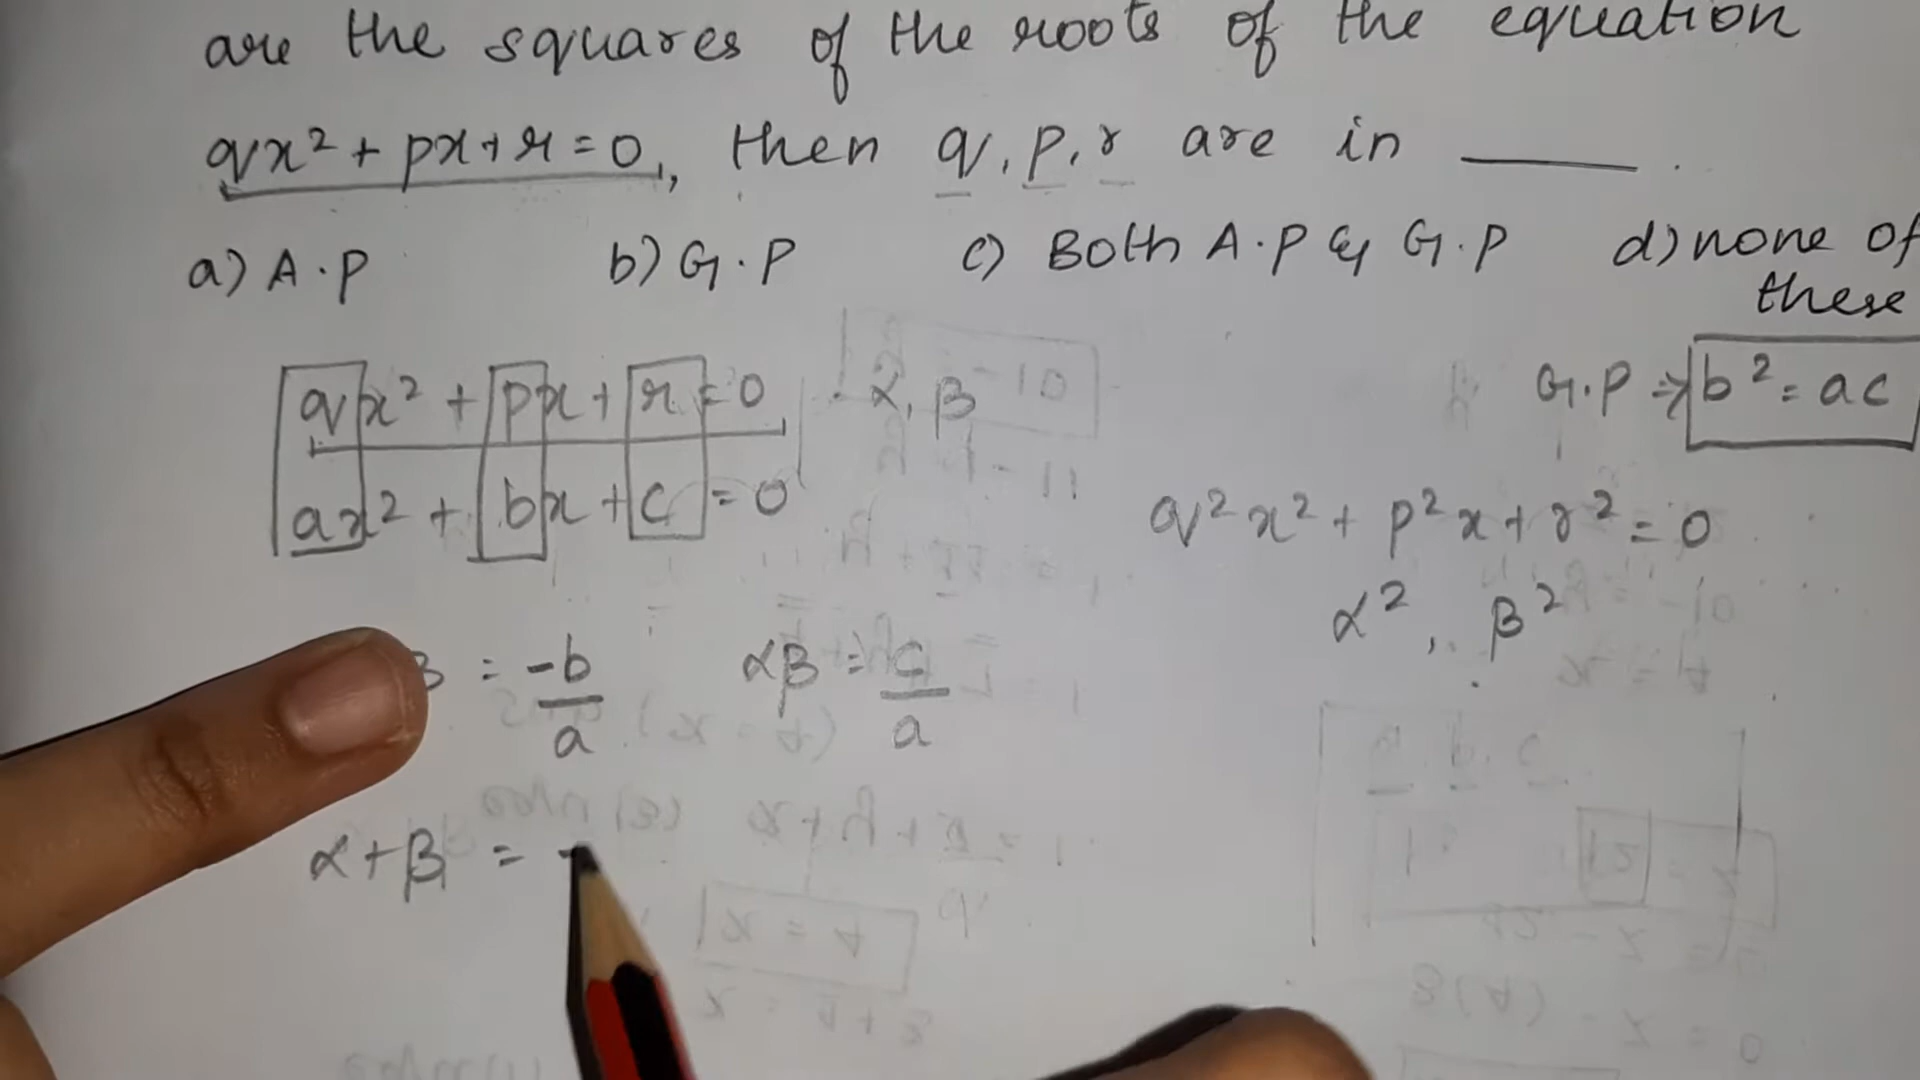 are the squares of the roots of the equation
qx² + px + r = 0, then q, p, r are in ______ .
a) A.P b) G.P c) Both A.P & G.P d) none of these
qx² + px + r = 0 α, β
G.P ⇒ b² = ac
ax² + bx + c = 0
q²x² + p²x + r² = 0
α², β²
β = -b/a αβ = c/a
α + β = -